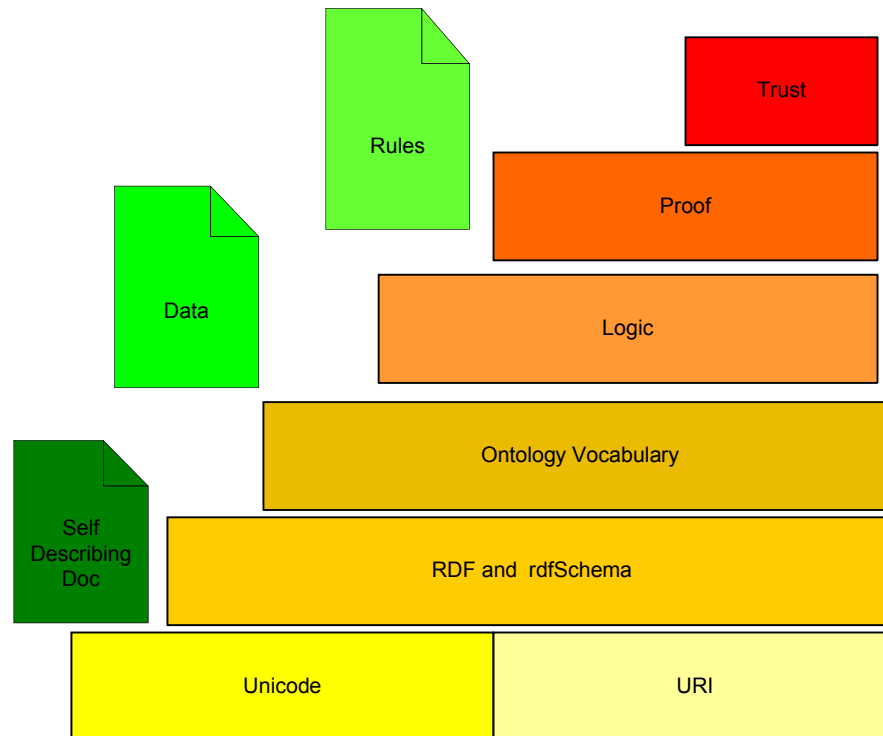 Trust
Rules
Proof
Data
Logic
Ontology Vocabulary
Self
Describing
Doc
RDF and  rdfSchema
Unicode
URI